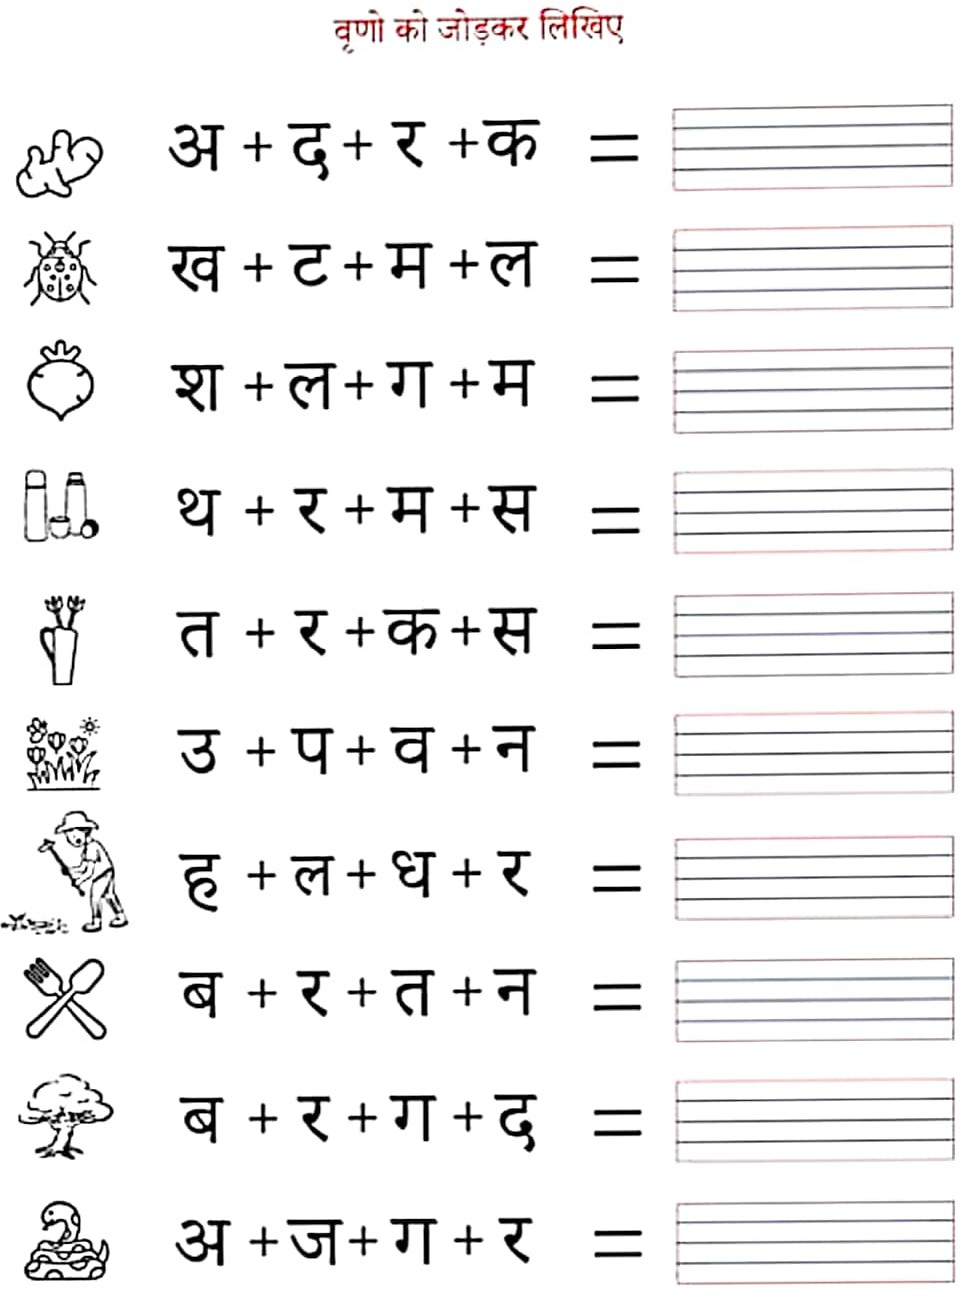 वृणो को जोड़कर लिखिए
अ + द + र + क =
ख + ट + म + ल =
श + ल + ग + म =
थ + र + म + स =
त + र + क + स =
उ + प + व + न =
ह + ल + ध + र =
ब + र + त + न =
ब + र + ग + द =
अ + ज + ग + र =